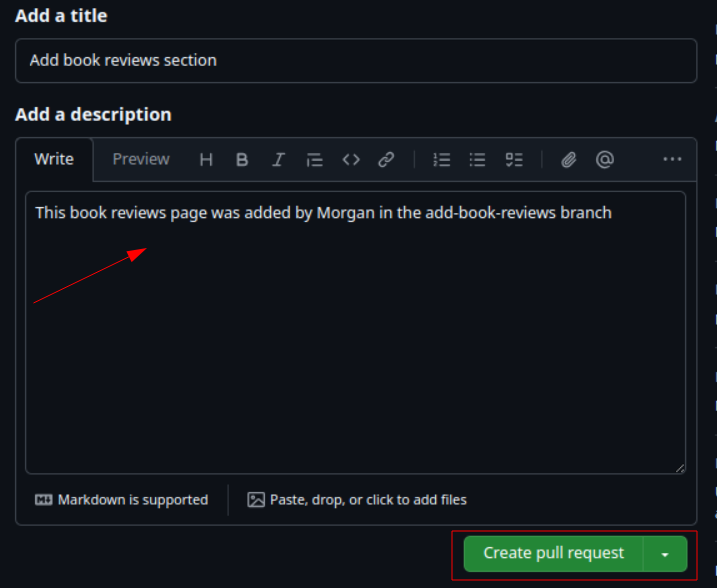 Add a title
Add book reviews section
Add a description
Write Preview H B I
This book reviews page was added by Morgan in the add-book-reviews branch
Markdown is supported Paste, drop, or click to add files
Create pull request